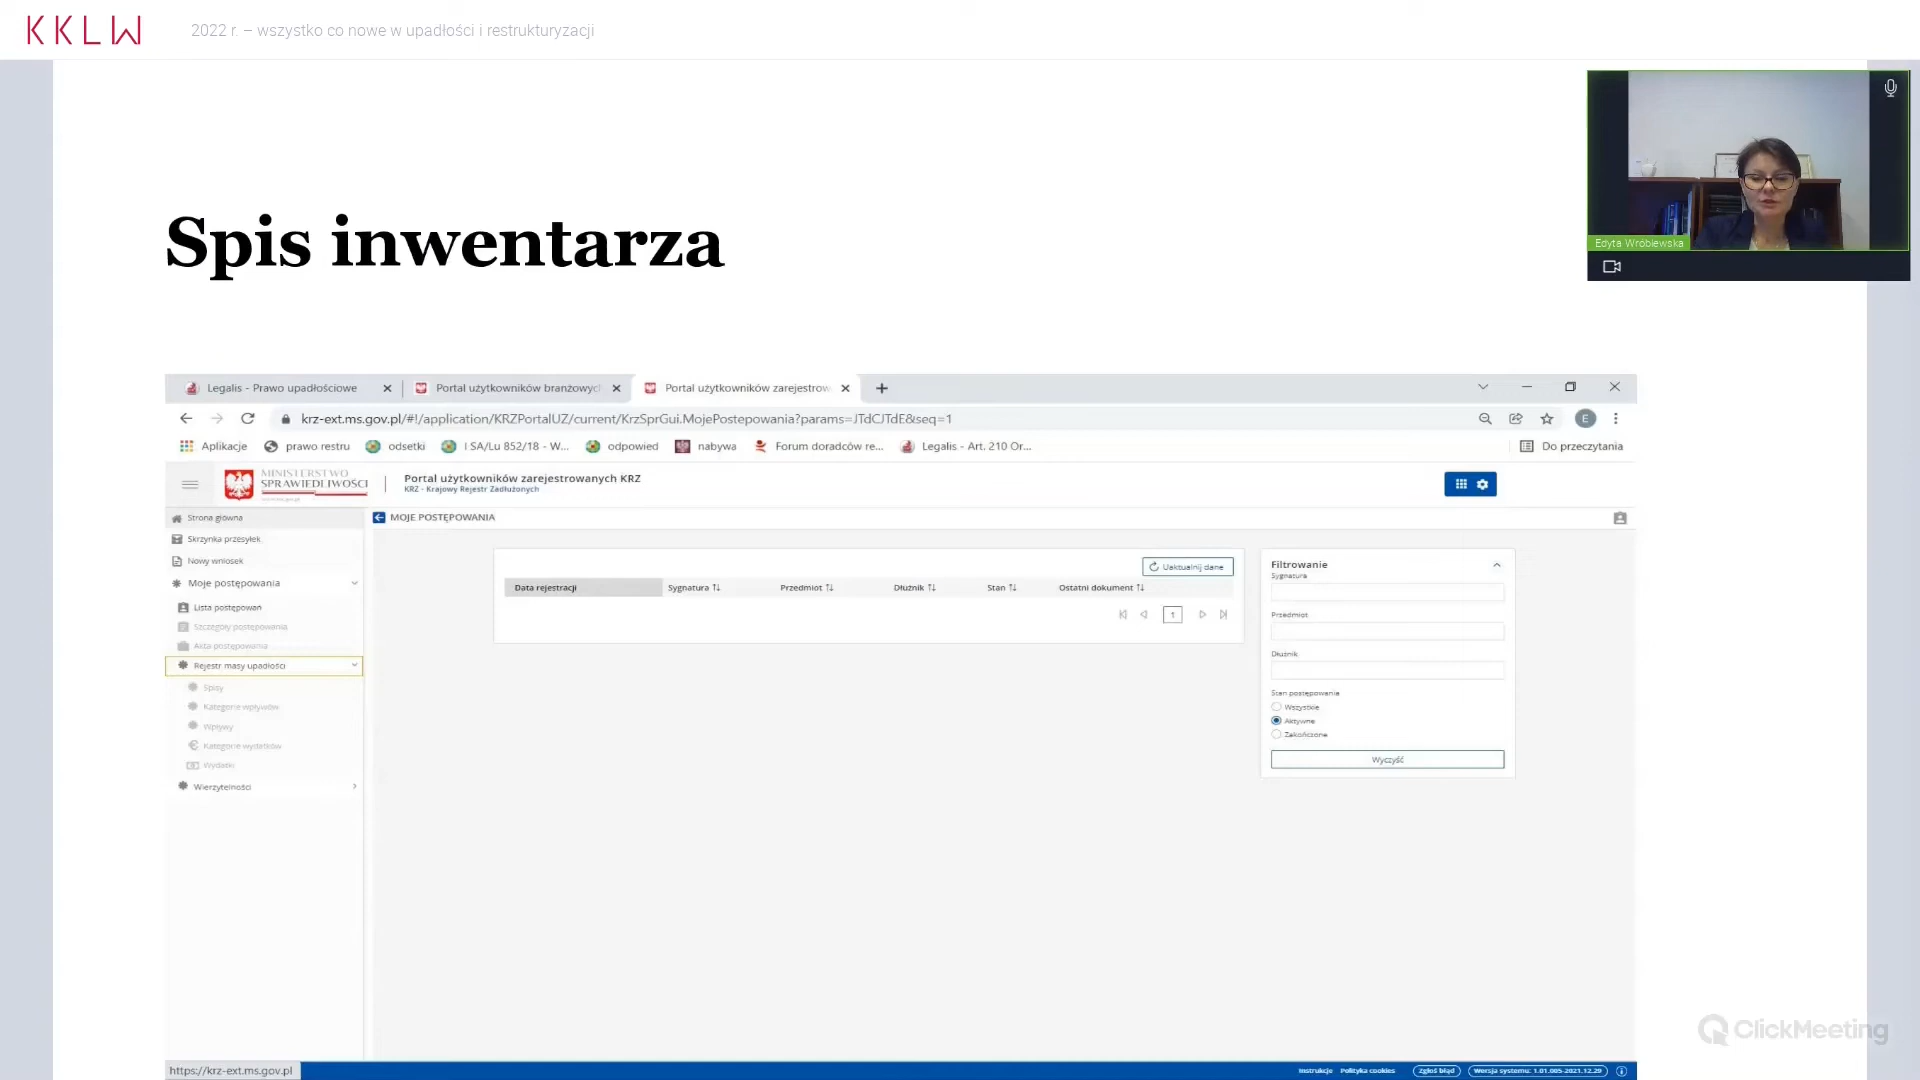 KKLW
2022 r. – wszystko co nowe w upadłości i restrukturyzacji
Edyta Wróblewska
Spis inwentarza
Legalis - Prawo upadłościowe
Portal użytkowników branżowych
Portal użytkowników zarejestrow
krz-ext.ms.gov.pl/#!/application/KRZPortalUZ/current/KrzSprGui.MojePostepowania?params=JTdCJTdE&seq=1
E
Aplikacje
prawo restru
odsetki
I SA/Lu 852/18 - W...
odpowied
nabywa
Forum doradców re...
Legalis - Art. 210 Or...
Do przeczytania
MINISTERSTWO
SPRAWIEDLIWOŚCI
Portal użytkowników zarejestrowanych KRZ
KRZ - Krajowy Rejestr Zadłużonych
Strona główna
Skrzynka przesyłek
Nowy wniosek
Moje postępowania
Lista postępowań
Szczegóły postępowania
Akta postępowania
Rejestr masy upadłości
Spisy
Kategorie wpływów
Wpływy
Kategorie wydatków
Wydatki
Wierzytelności
MOJE POSTĘPOWANIA
Uaktualnij dane
Data rejestracji
Sygnatura
Przedmiot
Dłużnik
Stan
Ostatni dokument
1
Filtrowanie
Sygnatura
Przedmiot
Dłużnik
Stan postępowania
Wszystkie
Aktywne
Zakończone
Wyczyść
ClickMeeting
https://krz-ext.ms.gov.pl
Instrukcje
Polityka cookies
Zgłoś błąd
Wersja systemu: 1.01.005-2021.12.29